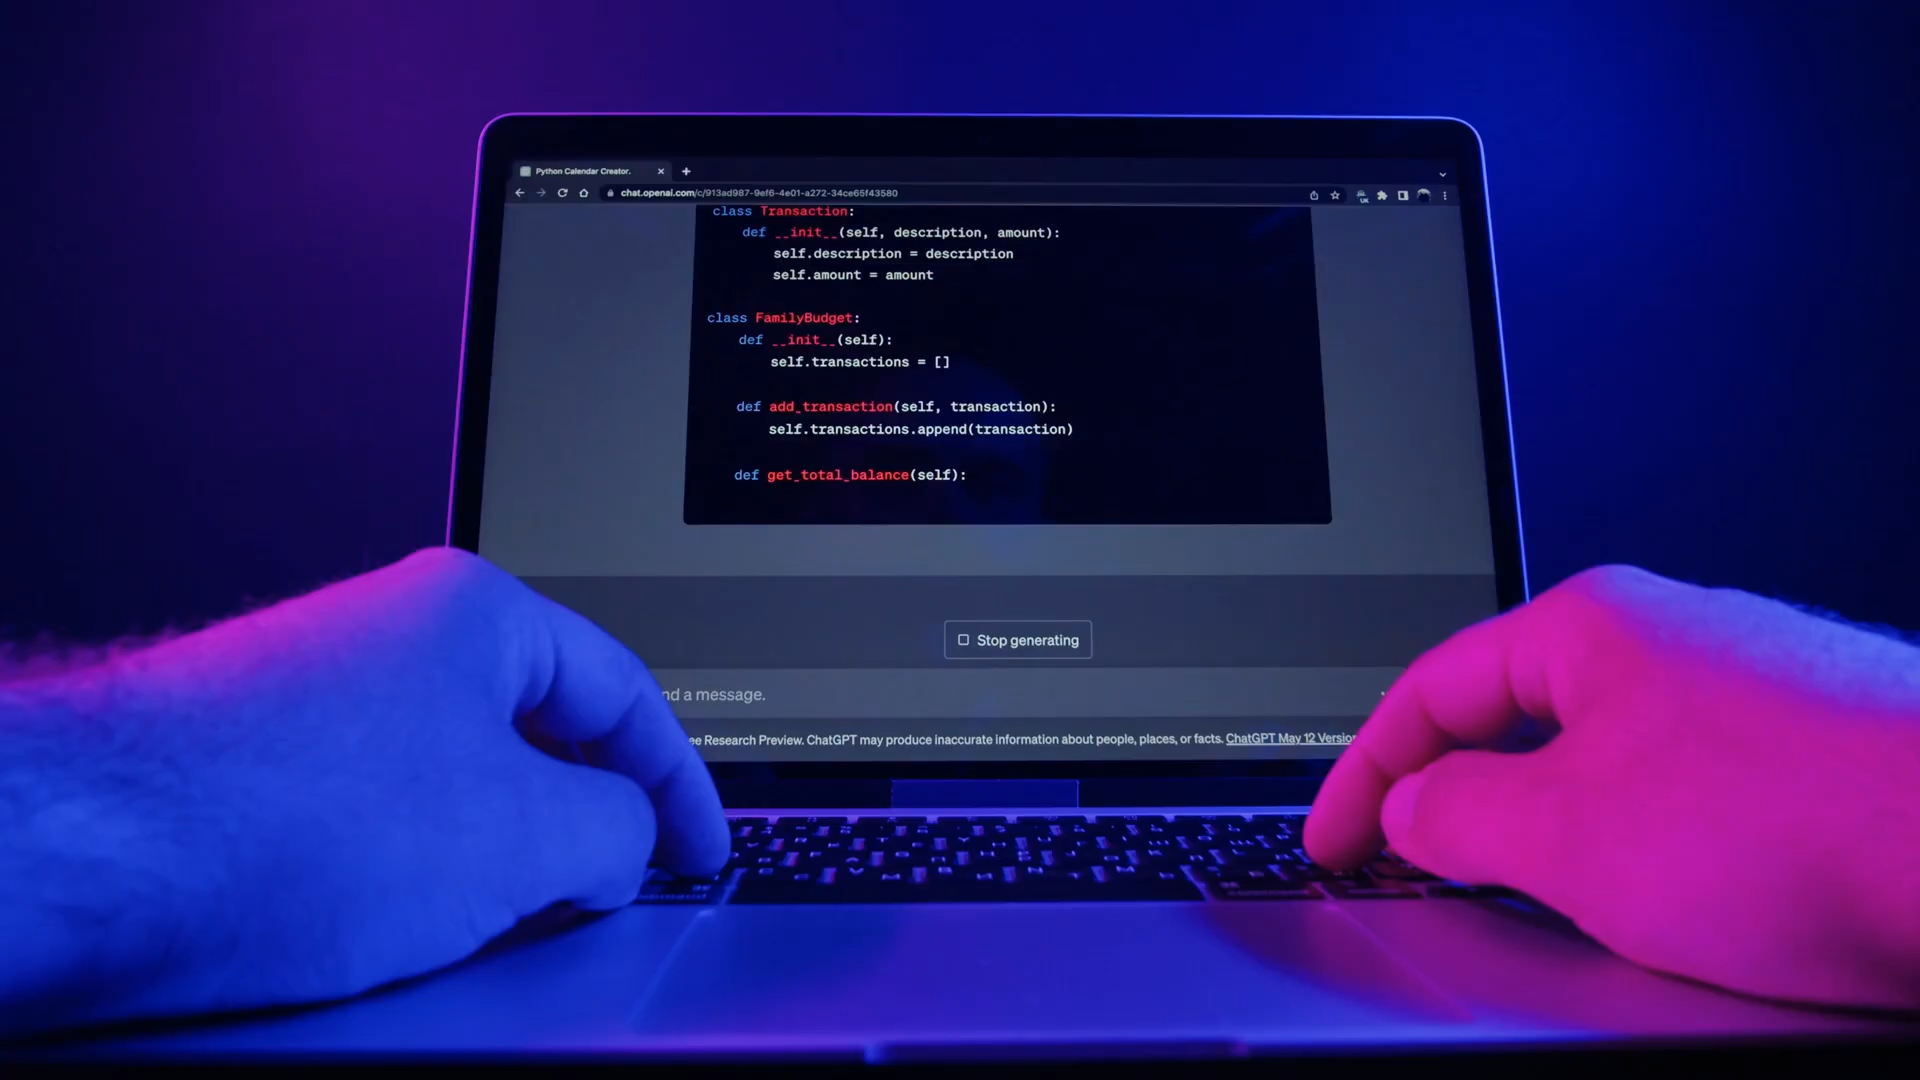 Python Calendar Creator.
chat.openai.com/c/913ad987-9ef6-4e01-a272-34ce65f43580
UK
class Transaction:
def __init__(self, description, amount):
self.description = description
self.amount = amount
class FamilyBudget:
def __init__(self):
self.transactions = []
def add_transaction(self, transaction):
self.transactions.append(transaction)
def get_total_balance(self):
Stop generating
nd a message.
ee Research Preview. ChatGPT may produce inaccurate information about people, places, or facts. ChatGPT May 12 Version